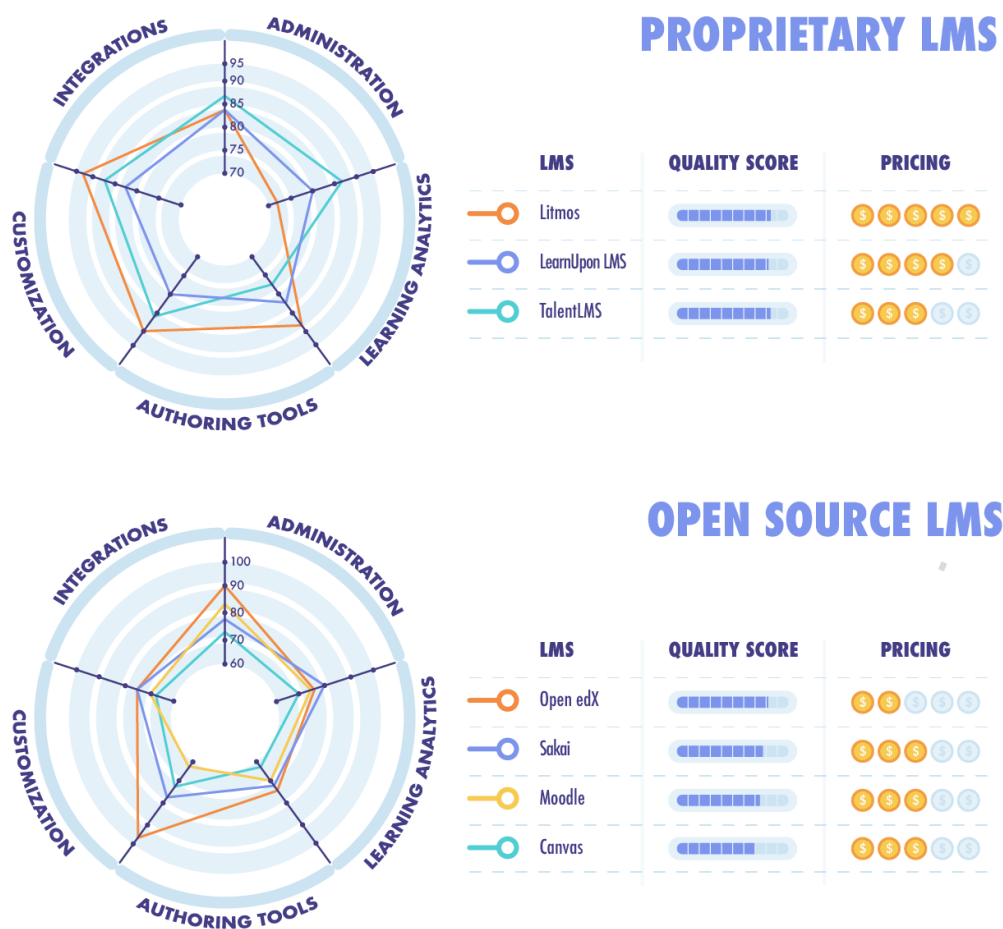 PROPRIETARY LMS
INTEGRATIONS
ADMINISTRATION
LEARNING ANALYTICS
AUTHORING TOOLS
CUSTOMIZATION
95
90
85
80
75
70
LMS QUALITY SCORE PRICING
Litmos $ $ $ $ $
LearnUpon LMS $ $ $ $ $
TalentLMS $ $ $ $ $
OPEN SOURCE LMS
INTEGRATIONS
ADMINISTRATION
LEARNING ANALYTICS
AUTHORING TOOLS
CUSTOMIZATION
100
90
80
70
60
LMS QUALITY SCORE PRICING
Open edX $ $ $ $ $
Sakai $ $ $ $ $
Moodle $ $ $ $ $
Canvas $ $ $ $ $